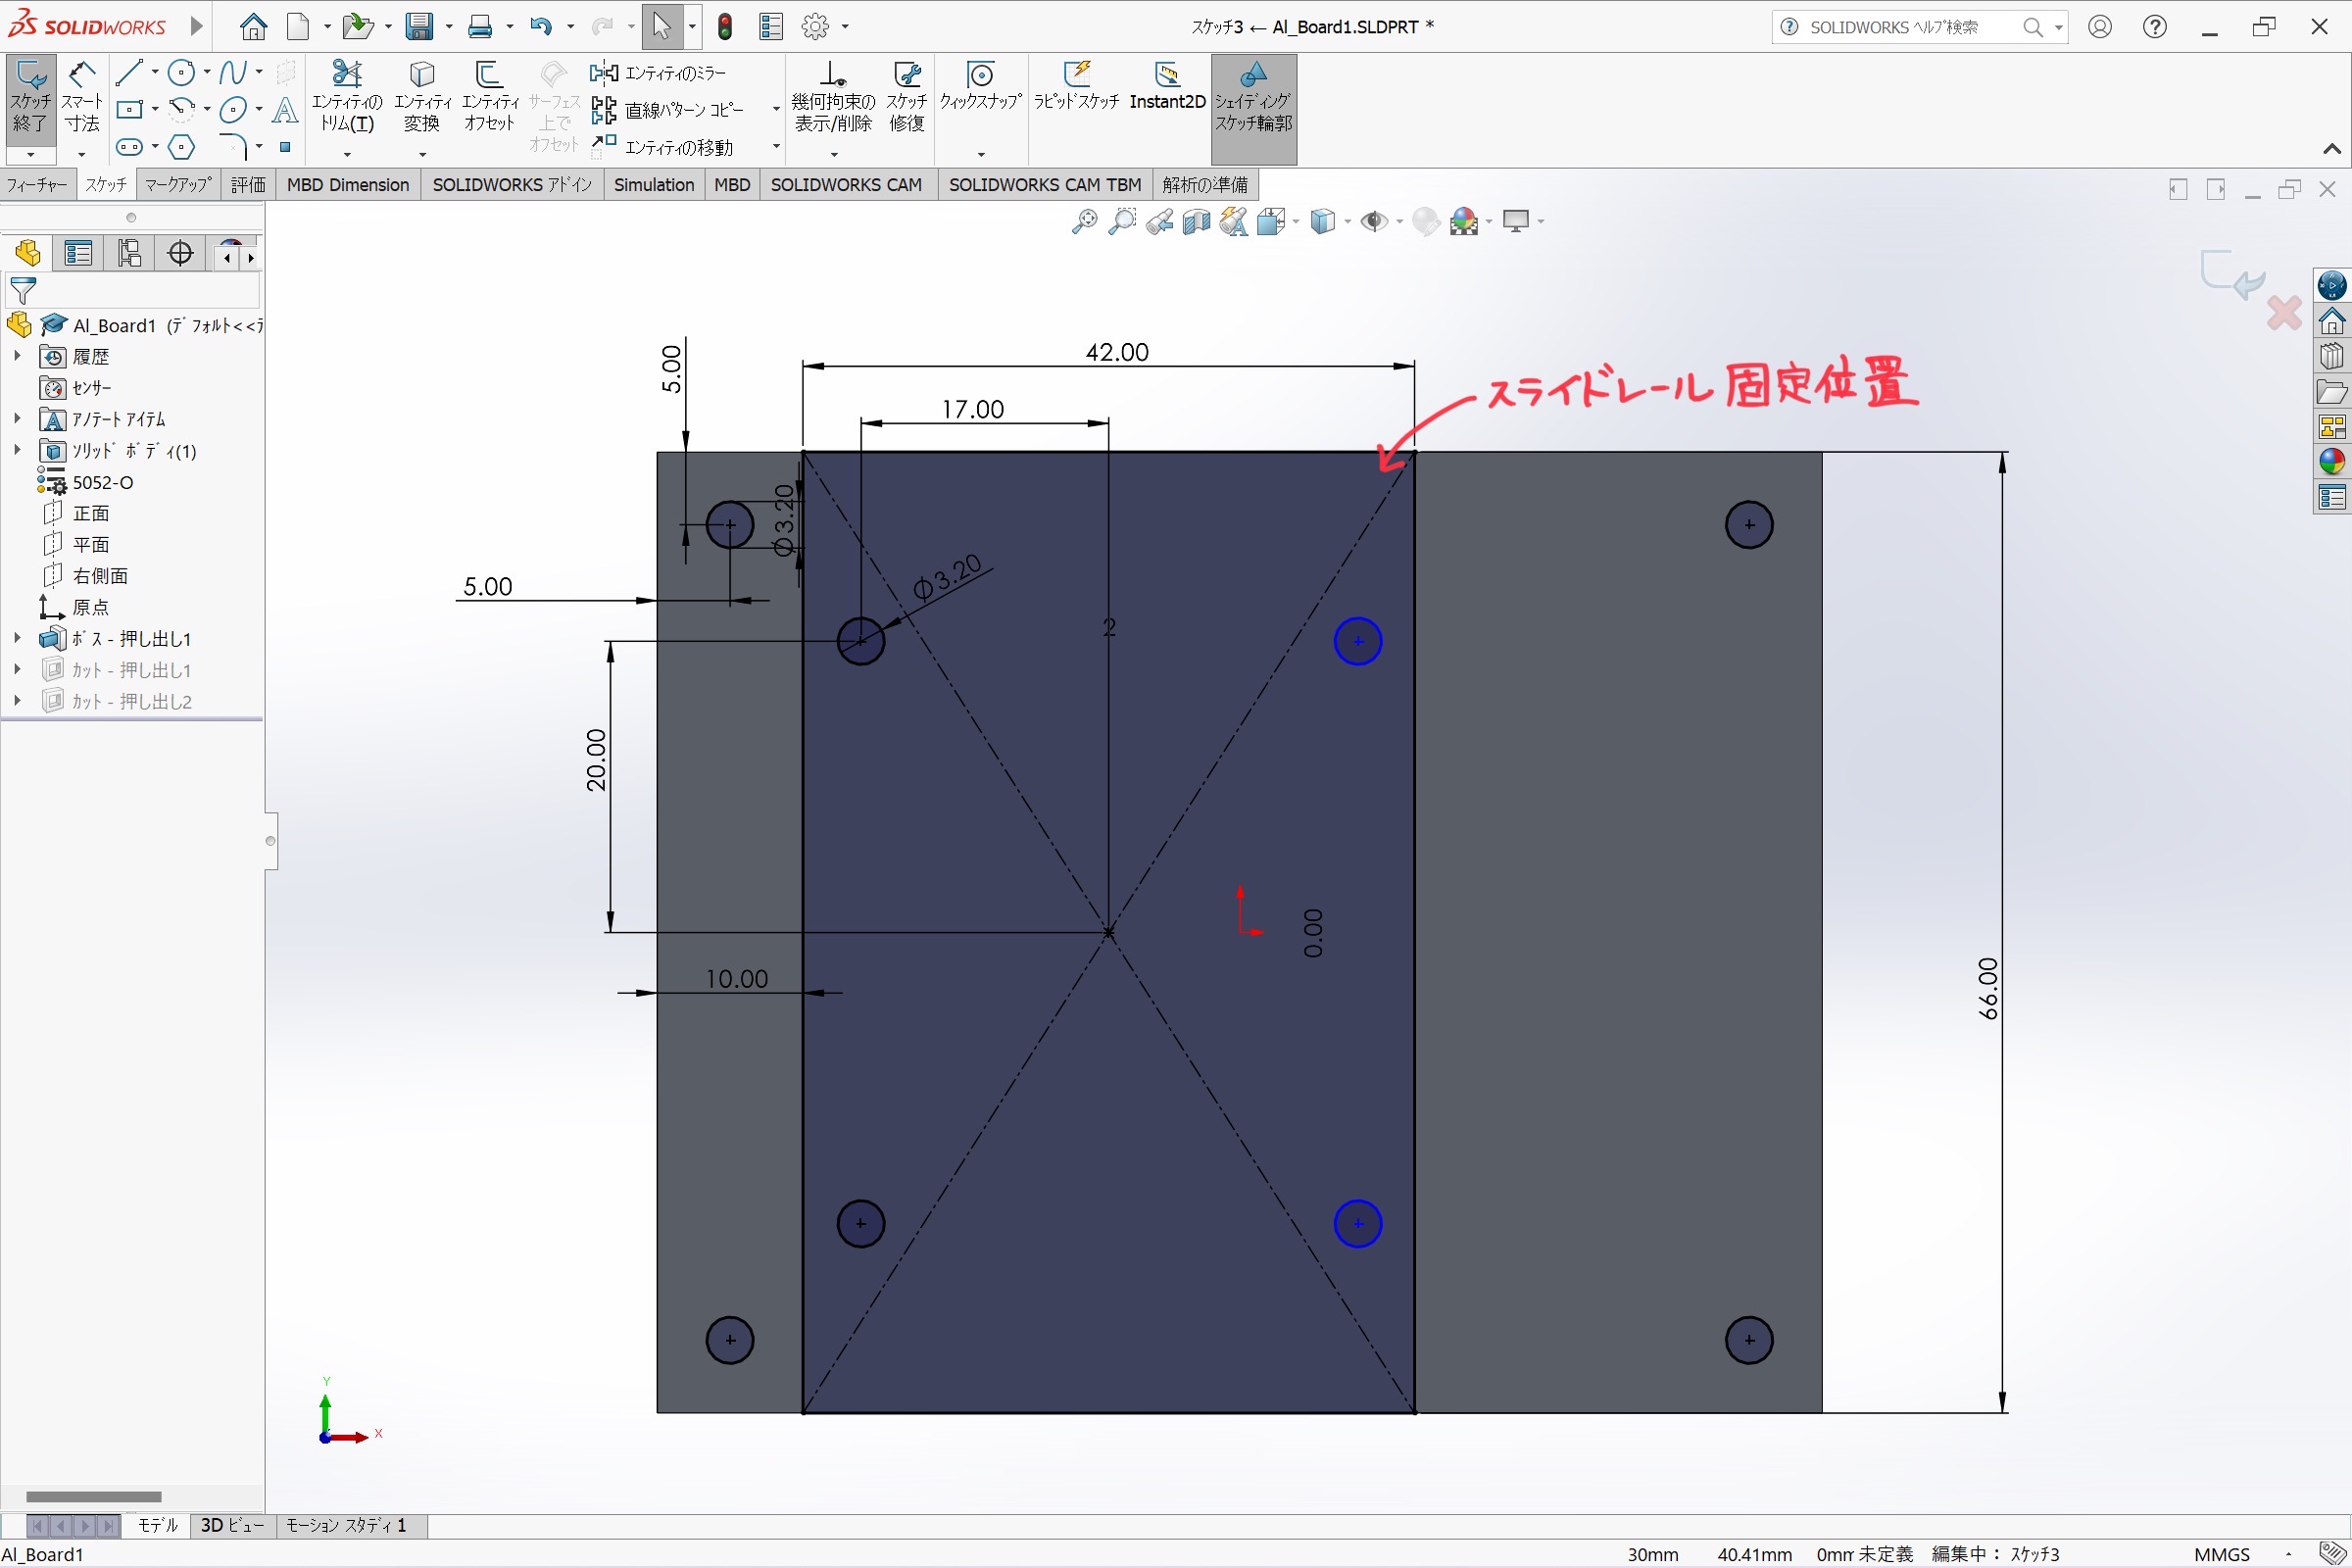 SOLIDWORKS
スケッチ3 ← Al_Board1.SLDPRT *
SOLIDWORKS ヘルプ検索
スケッチ終了
スマート寸法
エンティティのトリム(T)
エンティティ変換
エンティティオフセット
サーフェス上でオフセット
エンティティのミラー
直線パターン コピー
エンティティの移動
幾何拘束の表示/削除
スケッチ修復
クィックスナップ
ラピッドスケッチ
Instant2D
シェイディングスケッチ輪郭
フィーチャー
スケッチ
マークアップ
評価
MBD Dimension
SOLIDWORKS アドイン
Simulation
MBD
SOLIDWORKS CAM
SOLIDWORKS CAM TBM
解析の準備
Al_Board1 (デフォルト<<デ
履歴
センサー
アノテート アイテム
ソリッド ボディ(1)
5052-O
正面
平面
右側面
原点
ボス - 押し出し1
カット - 押し出し1
カット - 押し出し2
5.00
42.00
17.00
スライドレール 固定位置
∅3.20
∅3.20
5.00
2
20.00
0.00
10.00
66.00
Y
X
モデル
3D ビュー
モーション スタディ 1
Al_Board1
30mm
40.41mm
0mm 未定義
編集中: スケッチ3
MMGS